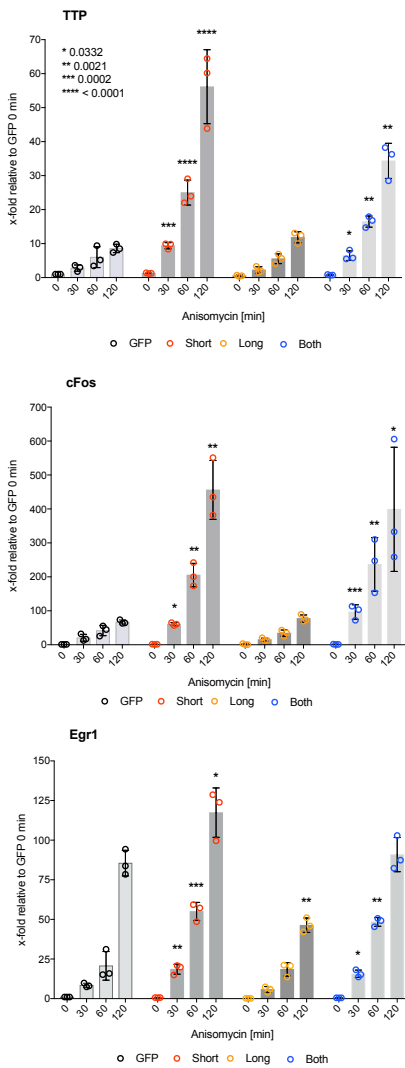 TTP
* 0.0332
** 0.0021
*** 0.0002
**** < 0.0001
x-fold relative to GFP 0 min
70
60
50
40
30
20
10
0
*** **** **** * ** **
0 30 60 120 0 30 60 120 0 30 60 120 0 30 60 120
Anisomycin [min]
GFP Short Long Both
cFos
x-fold relative to GFP 0 min
700
600
500
400
300
200
100
0
* ** ** *** ** *
0 30 60 120 0 30 60 120 0 30 60 120 0 30 60 120
Anisomycin [min]
GFP Short Long Both
Egr1
x-fold relative to GFP 0 min
150
125
100
75
50
25
0
** *** * ** * **
0 30 60 120 0 30 60 120 0 30 60 120 0 30 60 120
Anisomycin [min]
GFP Short Long Both